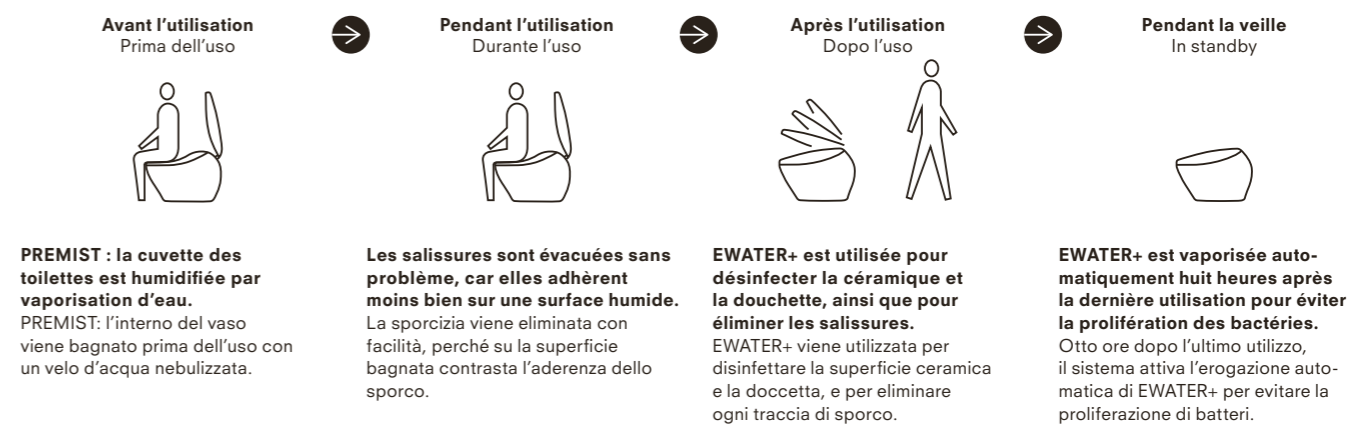 Avant l'utilisation
Prima dell'uso
Pendant l'utilisation
Durante l'uso
Après l'utilisation
Dopo l'uso
Pendant la veille
In standby
PREMIST : la cuvette des
toilettes est humidifiée par
vaporisation d'eau.
PREMIST: l'interno del vaso
viene bagnato prima dell'uso con
un velo d'acqua nebulizzata.
Les salissures sont évacuées sans
problème, car elles adhèrent
moins bien sur une surface humide.
La sporcizia viene eliminata con
facilità, perché su la superficie
bagnata contrasta l'aderenza dello
sporco.
EWATER+ est utilisée pour
désinfecter la céramique et
la douchette, ainsi que pour
éliminer les salissures.
EWATER+ viene utilizzata per
disinfettare la superficie ceramica
e la doccetta, e per eliminare
ogni traccia di sporco.
EWATER+ est vaporisée auto-
matiquement huit heures après
la dernière utilisation pour éviter
la prolifération des bactéries.
Otto ore dopo l'ultimo utilizzo,
il sistema attiva l'erogazione auto-
matica di EWATER+ per evitare la
proliferazione di batteri.